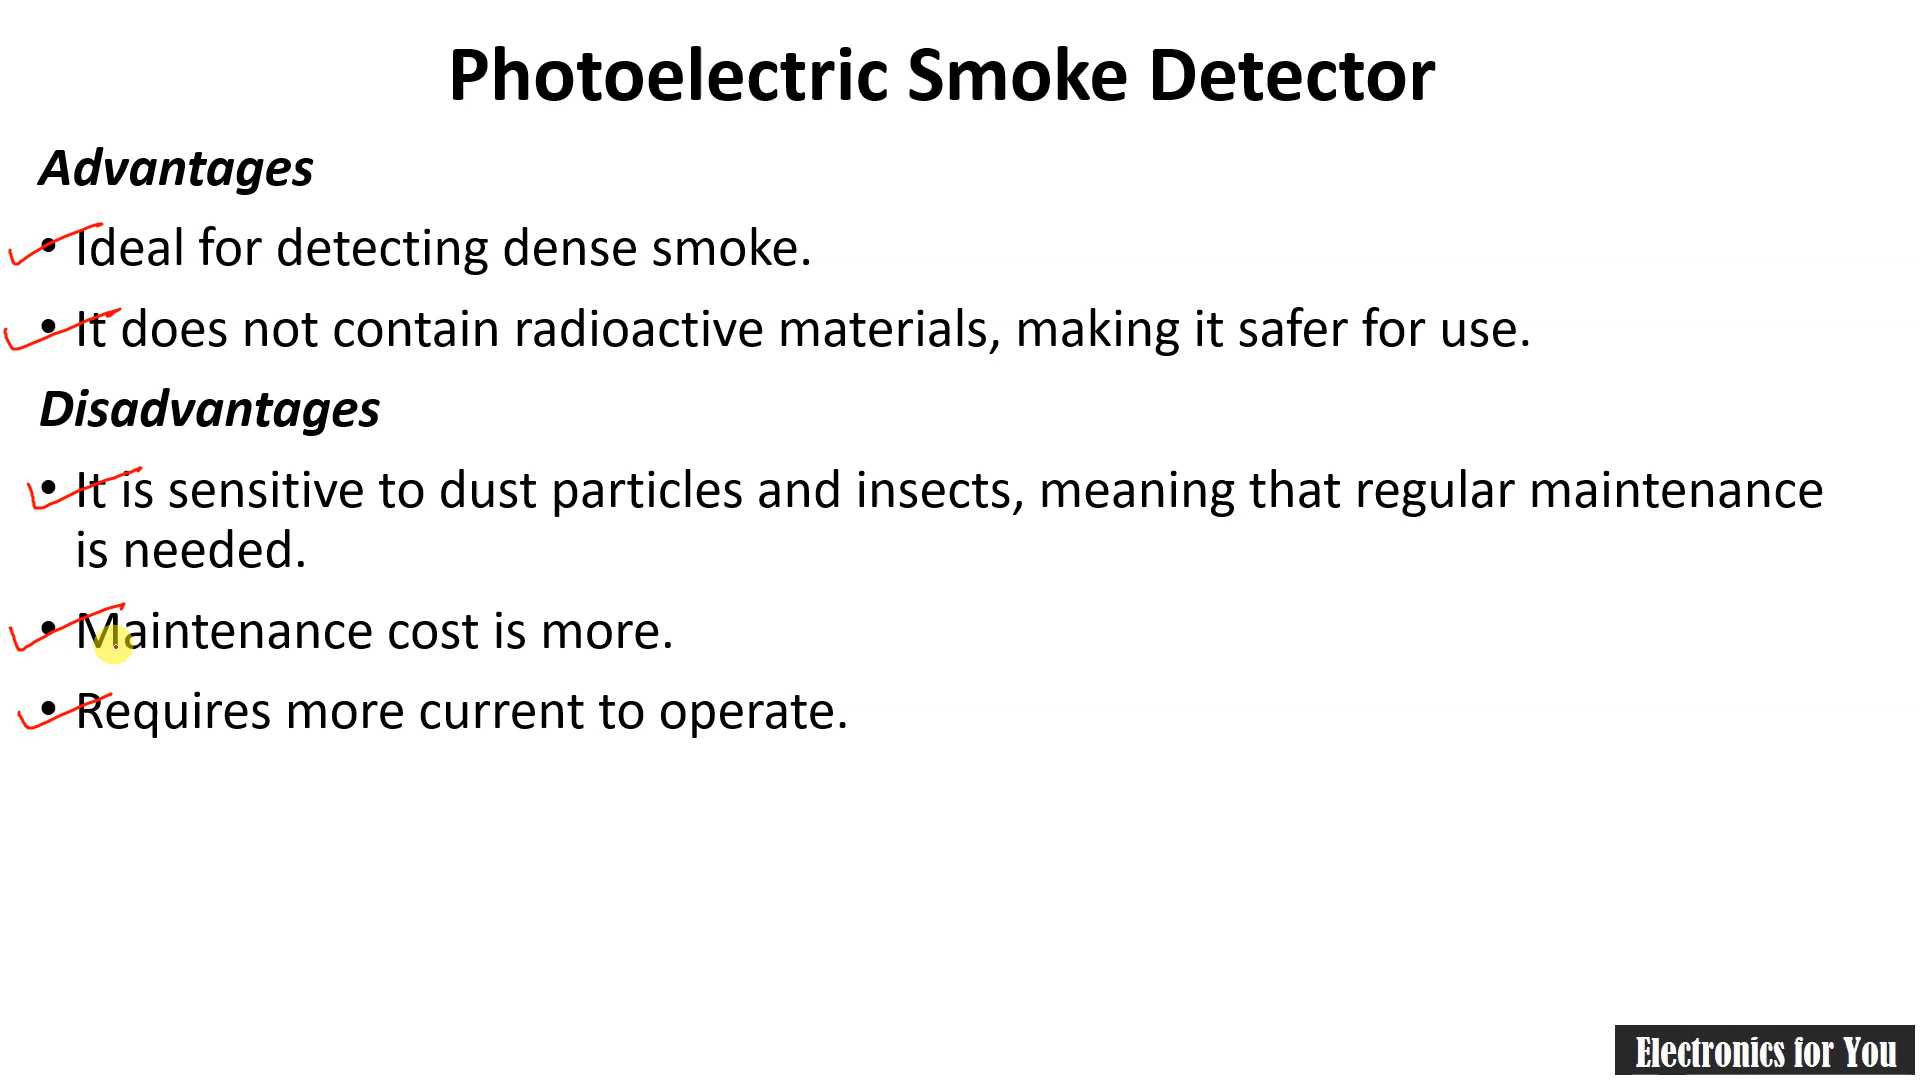 Photoelectric Smoke Detector
Advantages
• Ideal for detecting dense smoke.
• It does not contain radioactive materials, making it safer for use.
Disadvantages
• It is sensitive to dust particles and insects, meaning that regular maintenance
is needed.
• Maintenance cost is more.
• Requires more current to operate.
Electronics for You